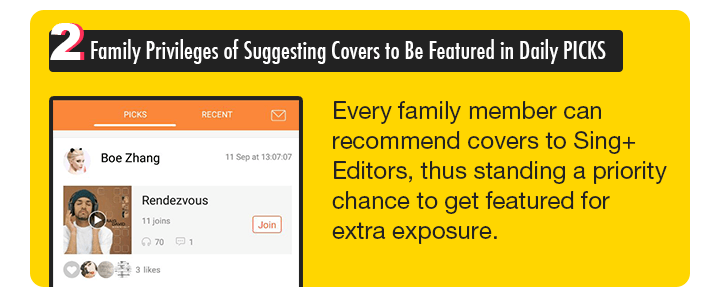 2 Family Privileges of Suggesting Covers to Be Featured in Daily PICKS
PICKS RECENT
Boe Zhang 11 Sep at 13:07:07
Rendezvous
11 joins
Join
70 1
3 likes
Every family member can
recommend covers to Sing+
Editors, thus standing a priority
chance to get featured for
extra exposure.